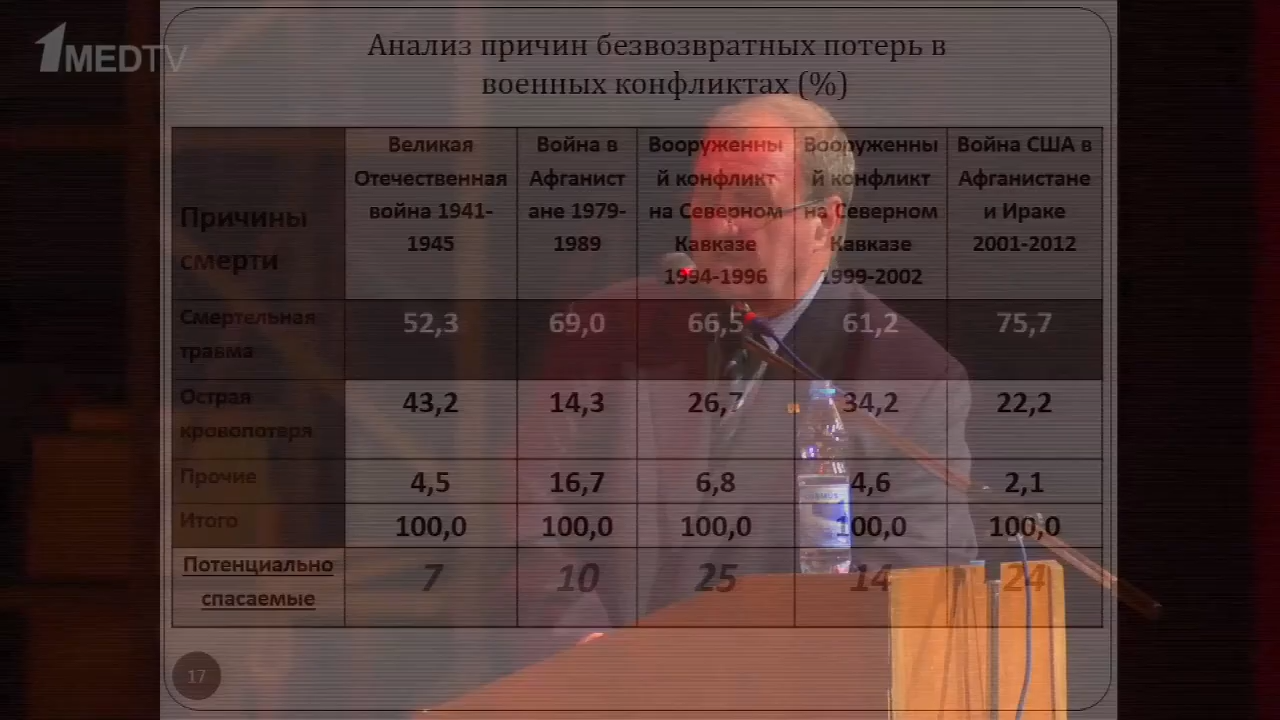 1MEDTV
Анализ причин безвозвратных потерь в
военных конфликтах (%)
Причины
смерти
Великая
Отечественная
война 1941-
1945
Война в
Афганист
ане 1979-
1989
Вооруженны
й конфликт
на Северном
Кавказе
1994-1996
Вооруженны
й конфликт
на Северном
Кавказе
1999-2002
Война США в
Афганистане
и Ираке
2001-2012
Смертельная
травма
52,3 69,0 66,5 61,2 75,7
Острая
кровопотеря
43,2 14,3 26,7 34,2 22,2
Прочие 4,5 16,7 6,8 4,6 2,1
Итого 100,0 100,0 100,0 100,0 100,0
Потенциально
спасаемые
7 10 25 14 24
17